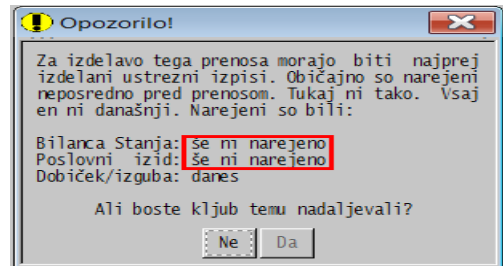 Opozorilo!
Za izdelavo tega prenosa morajo biti najprej
izdelani ustrezni izpisi. Običajno so narejeni
neposredno pred prenosom. Tukaj ni tako. Vsaj
en ni današnji. Narejeni so bili:
Bilanca Stanja: še ni narejeno
Poslovni izid: še ni narejeno
Dobiček/izguba: danes
Ali boste kljub temu nadaljevali?
Ne Da